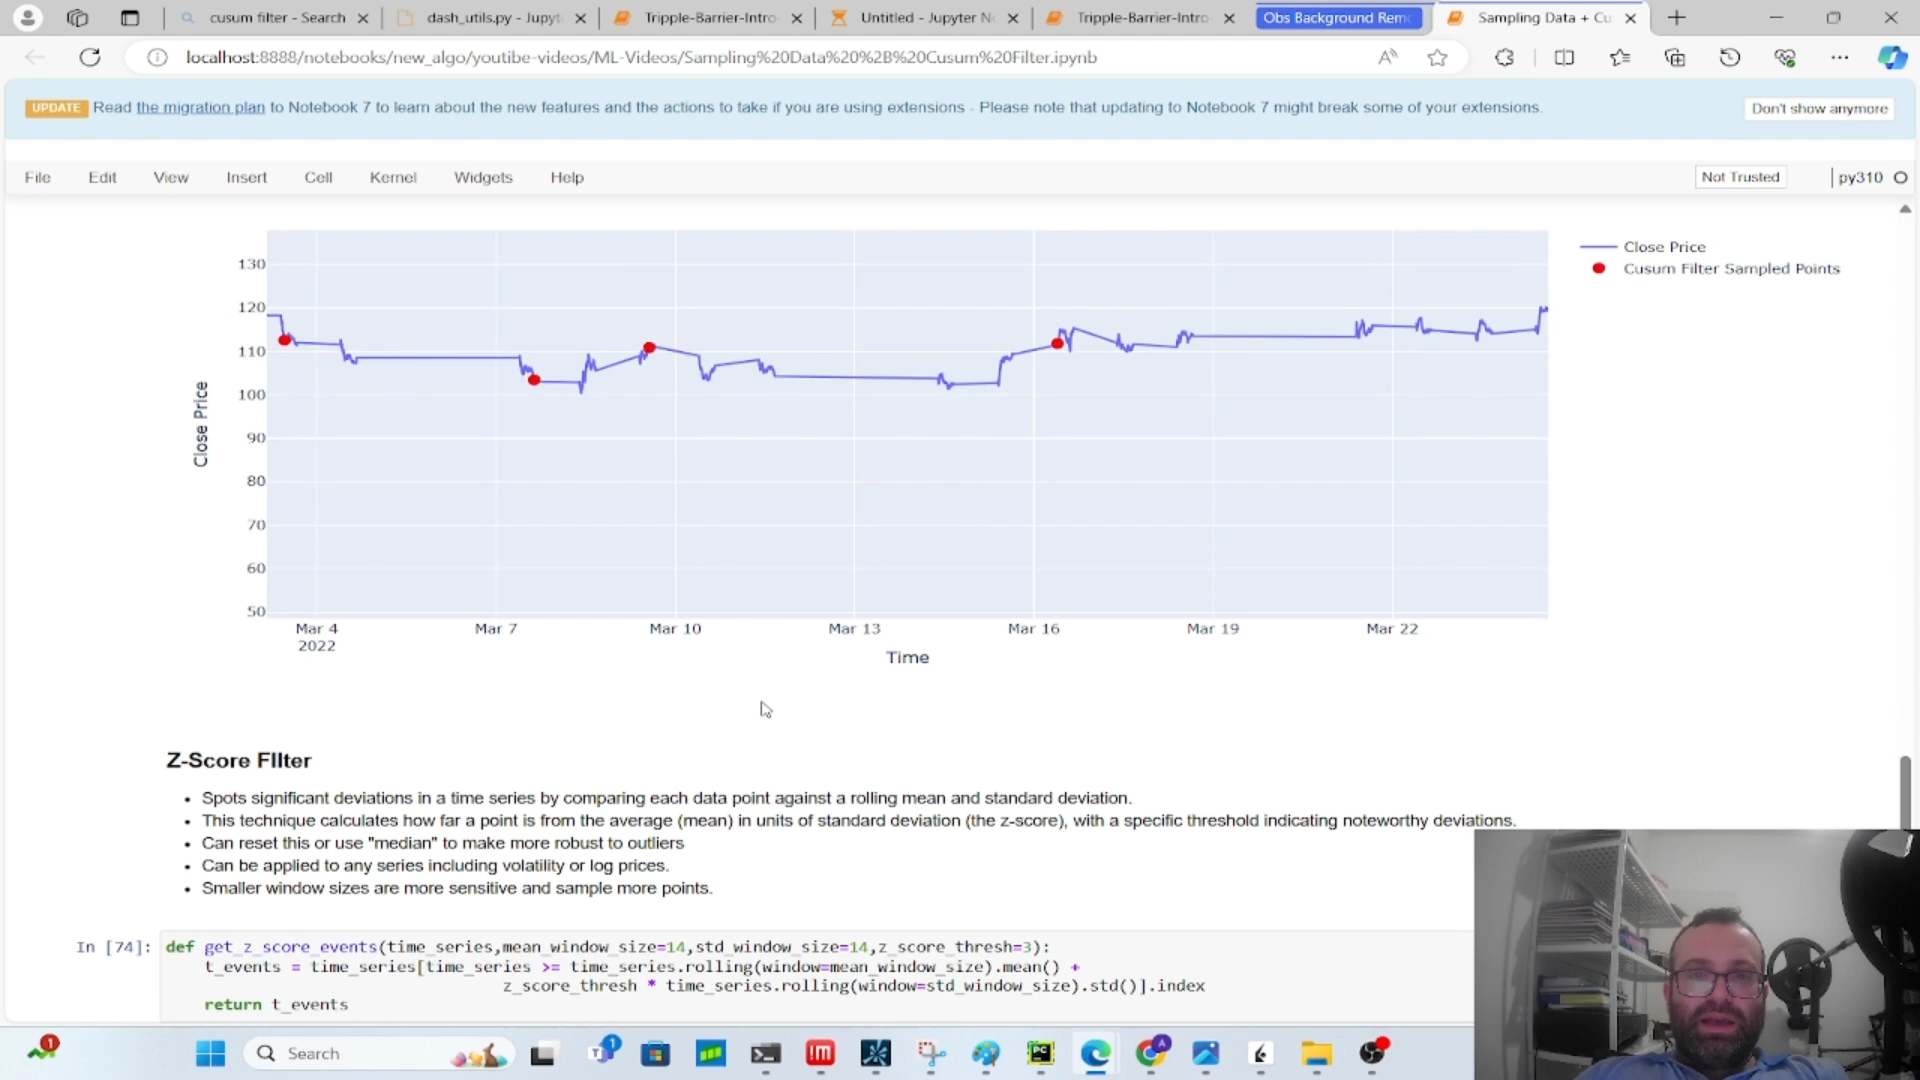 cusum filter - Search
dash_utils.py - Jupyt
Tripple-Barrier-Intro
Untitled - Jupyter N
Tripple-Barrier-Intro
Obs Background Rem
Sampling Data + Cu
localhost:8888/notebooks/new_algo/youtibe-videos/ML-Videos/Sampling%20Data%20%2B%20Cusum%20Filter.ipynb
UPDATE Read the migration plan to Notebook 7 to learn about the new features and the actions to take if you are using extensions - Please note that updating to Notebook 7 might break some of your extensions.
Don't show anymore
File Edit View Insert Cell Kernel Widgets Help
Not Trusted
py310
Close Price
Cusum Filter Sampled Points
130
120
110
100
90
80
70
60
50
Close Price
Mar 4 Mar 7 Mar 10 Mar 13 Mar 16 Mar 19 Mar 22
2022
Time
Z-Score FIlter
• Spots significant deviations in a time series by comparing each data point against a rolling mean and standard deviation.
• This technique calculates how far a point is from the average (mean) in units of standard deviation (the z-score), with a specific threshold indicating noteworthy deviations.
• Can reset this or use "median" to make more robust to outliers
• Can be applied to any series including volatility or log prices.
• Smaller window sizes are more sensitive and sample more points.
In [74]: def get_z_score_events(time_series,mean_window_size=14,std_window_size=14,z_score_thresh=3):
t_events = time_series[time_series >= time_series.rolling(window=mean_window_size).mean() +
z_score_thresh * time_series.rolling(window=std_window_size).std()].index
return t_events
1
Search
1
A